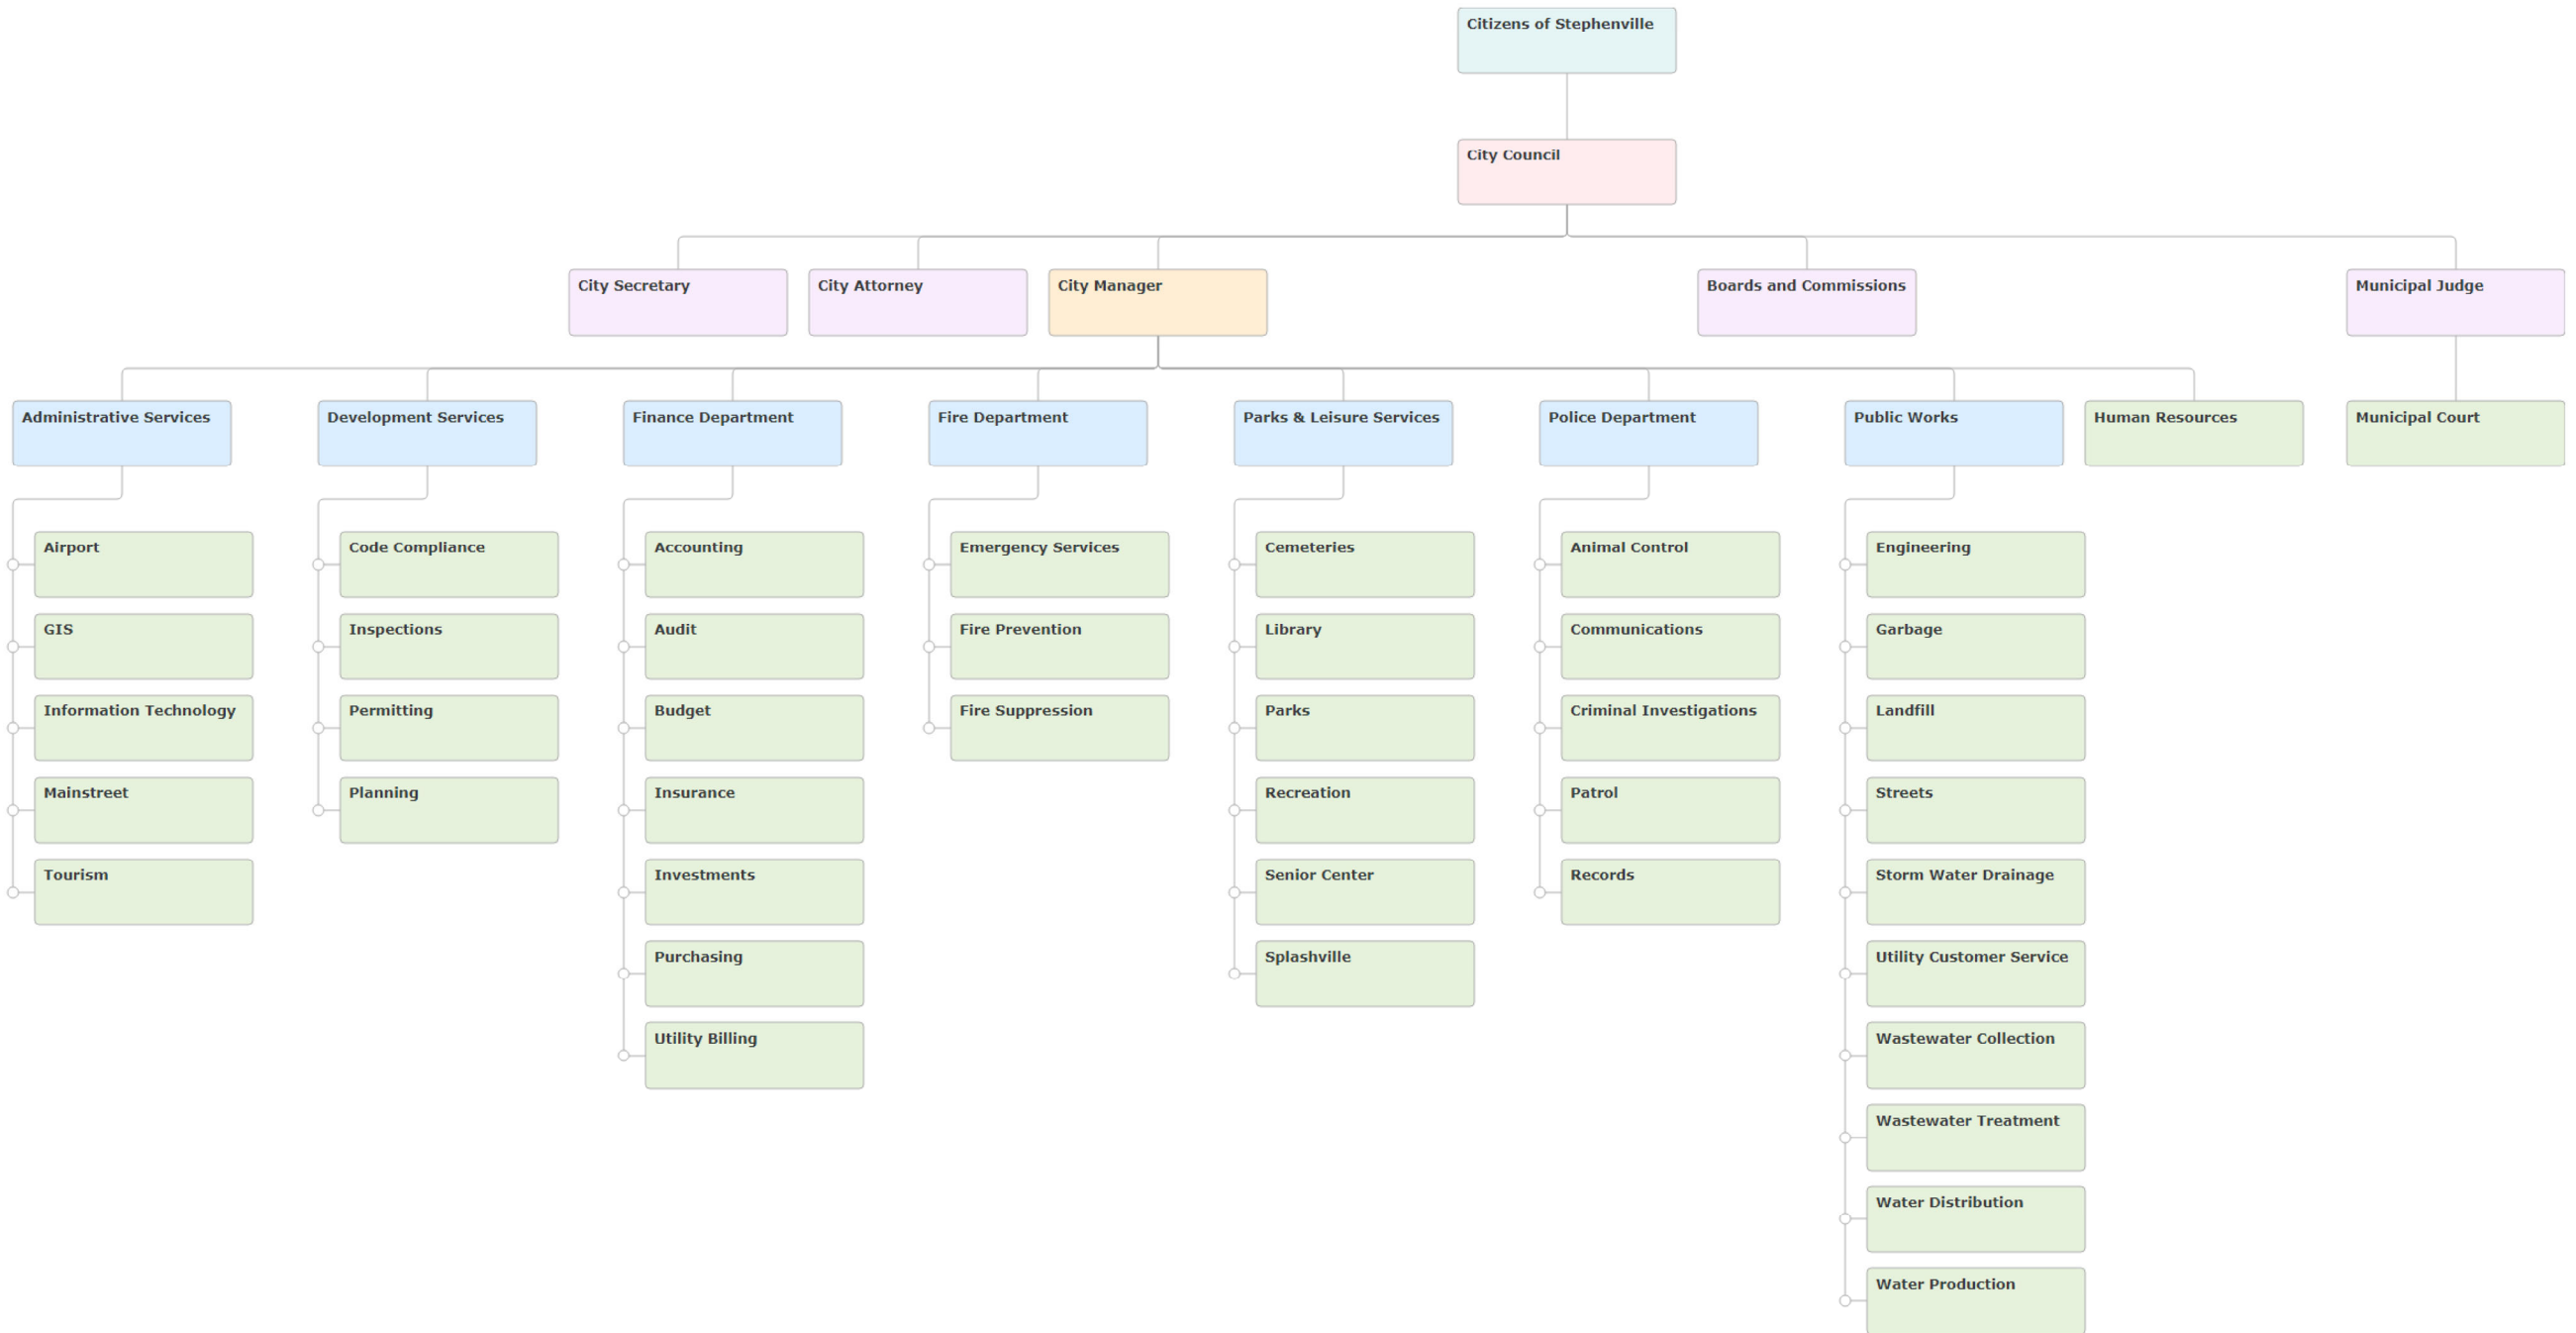 Citizens of Stephenville
City Council
City Secretary
City Attorney
City Manager
Boards and Commissions
Municipal Judge
Administrative Services
Development Services
Finance Department
Fire Department
Parks & Leisure Services
Police Department
Public Works
Human Resources
Municipal Court
Airport
GIS
Information Technology
Mainstreet
Tourism
Code Compliance
Inspections
Permitting
Planning
Accounting
Audit
Budget
Insurance
Investments
Purchasing
Utility Billing
Emergency Services
Fire Prevention
Fire Suppression
Cemeteries
Library
Parks
Recreation
Senior Center
Splashville
Animal Control
Communications
Criminal Investigations
Patrol
Records
Engineering
Garbage
Landfill
Streets
Storm Water Drainage
Utility Customer Service
Wastewater Collection
Wastewater Treatment
Water Distribution
Water Production